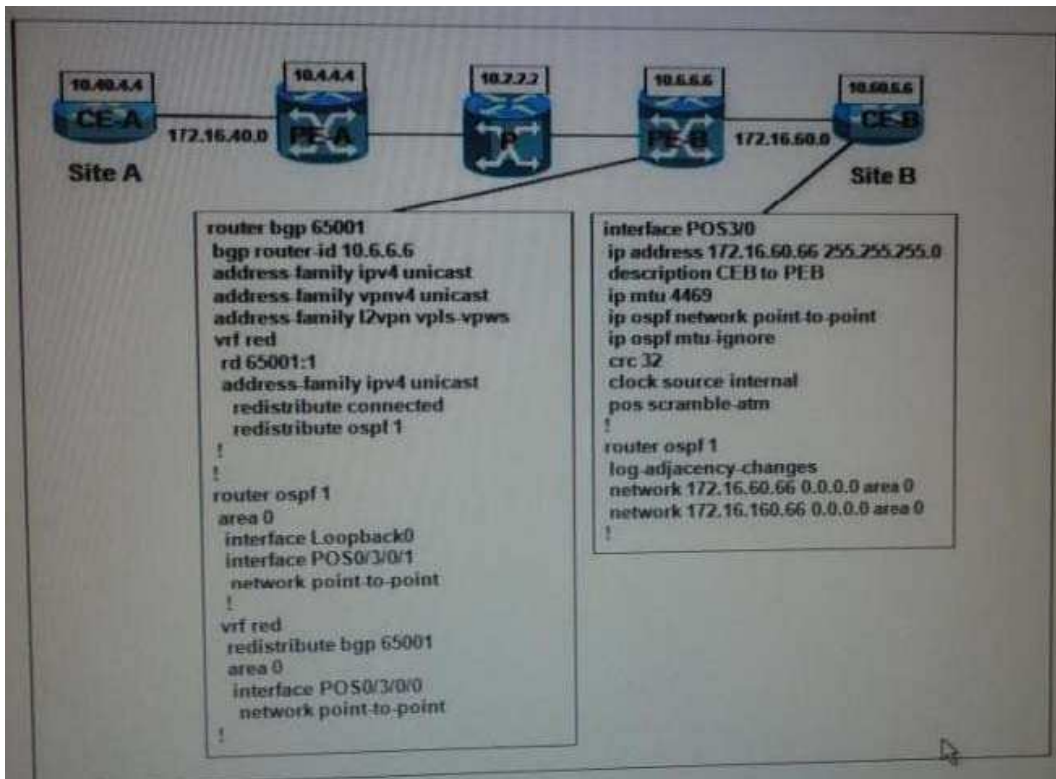 10.40.4.4
10.4.4.4
10.2.2.2
10.6.6.6
10.60.6.6
CE-A
172.16.40.0
PE-A
P
PE-B
172.16.60.0
CE-B
Site A
Site B
router bgp 65001
bgp router-id 10.6.6.6
address-family ipv4 unicast
address-family vpnv4 unicast
address-family l2vpn vpls-vpws
vrf red
rd 65001:1
address-family ipv4 unicast
redistribute connected
redistribute ospf 1
!
!
router ospf 1
area 0
interface Loopback0
interface POS0/3/0/1
network point-to-point
!
vrf red
redistribute bgp 65001
area 0
interface POS0/3/0/0
network point-to-point
!
interface POS3/0
ip address 172.16.60.66 255.255.255.0
description CEB to PEB
ip mtu 4469
ip ospf network point-to-point
ip ospf mtu-ignore
crc 32
clock source internal
pos scramble-atm
!
router ospf 1
log-adjacency-changes
network 172.16.60.66 0.0.0.0 area 0
network 172.16.160.66 0.0.0.0 area 0
!